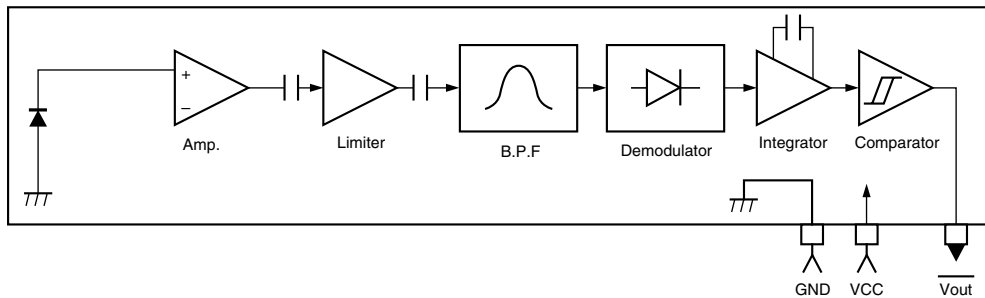 +
−
Amp.
Limiter
B.P.F
Demodulator
Integrator
Comparator
GND
VCC
Vout